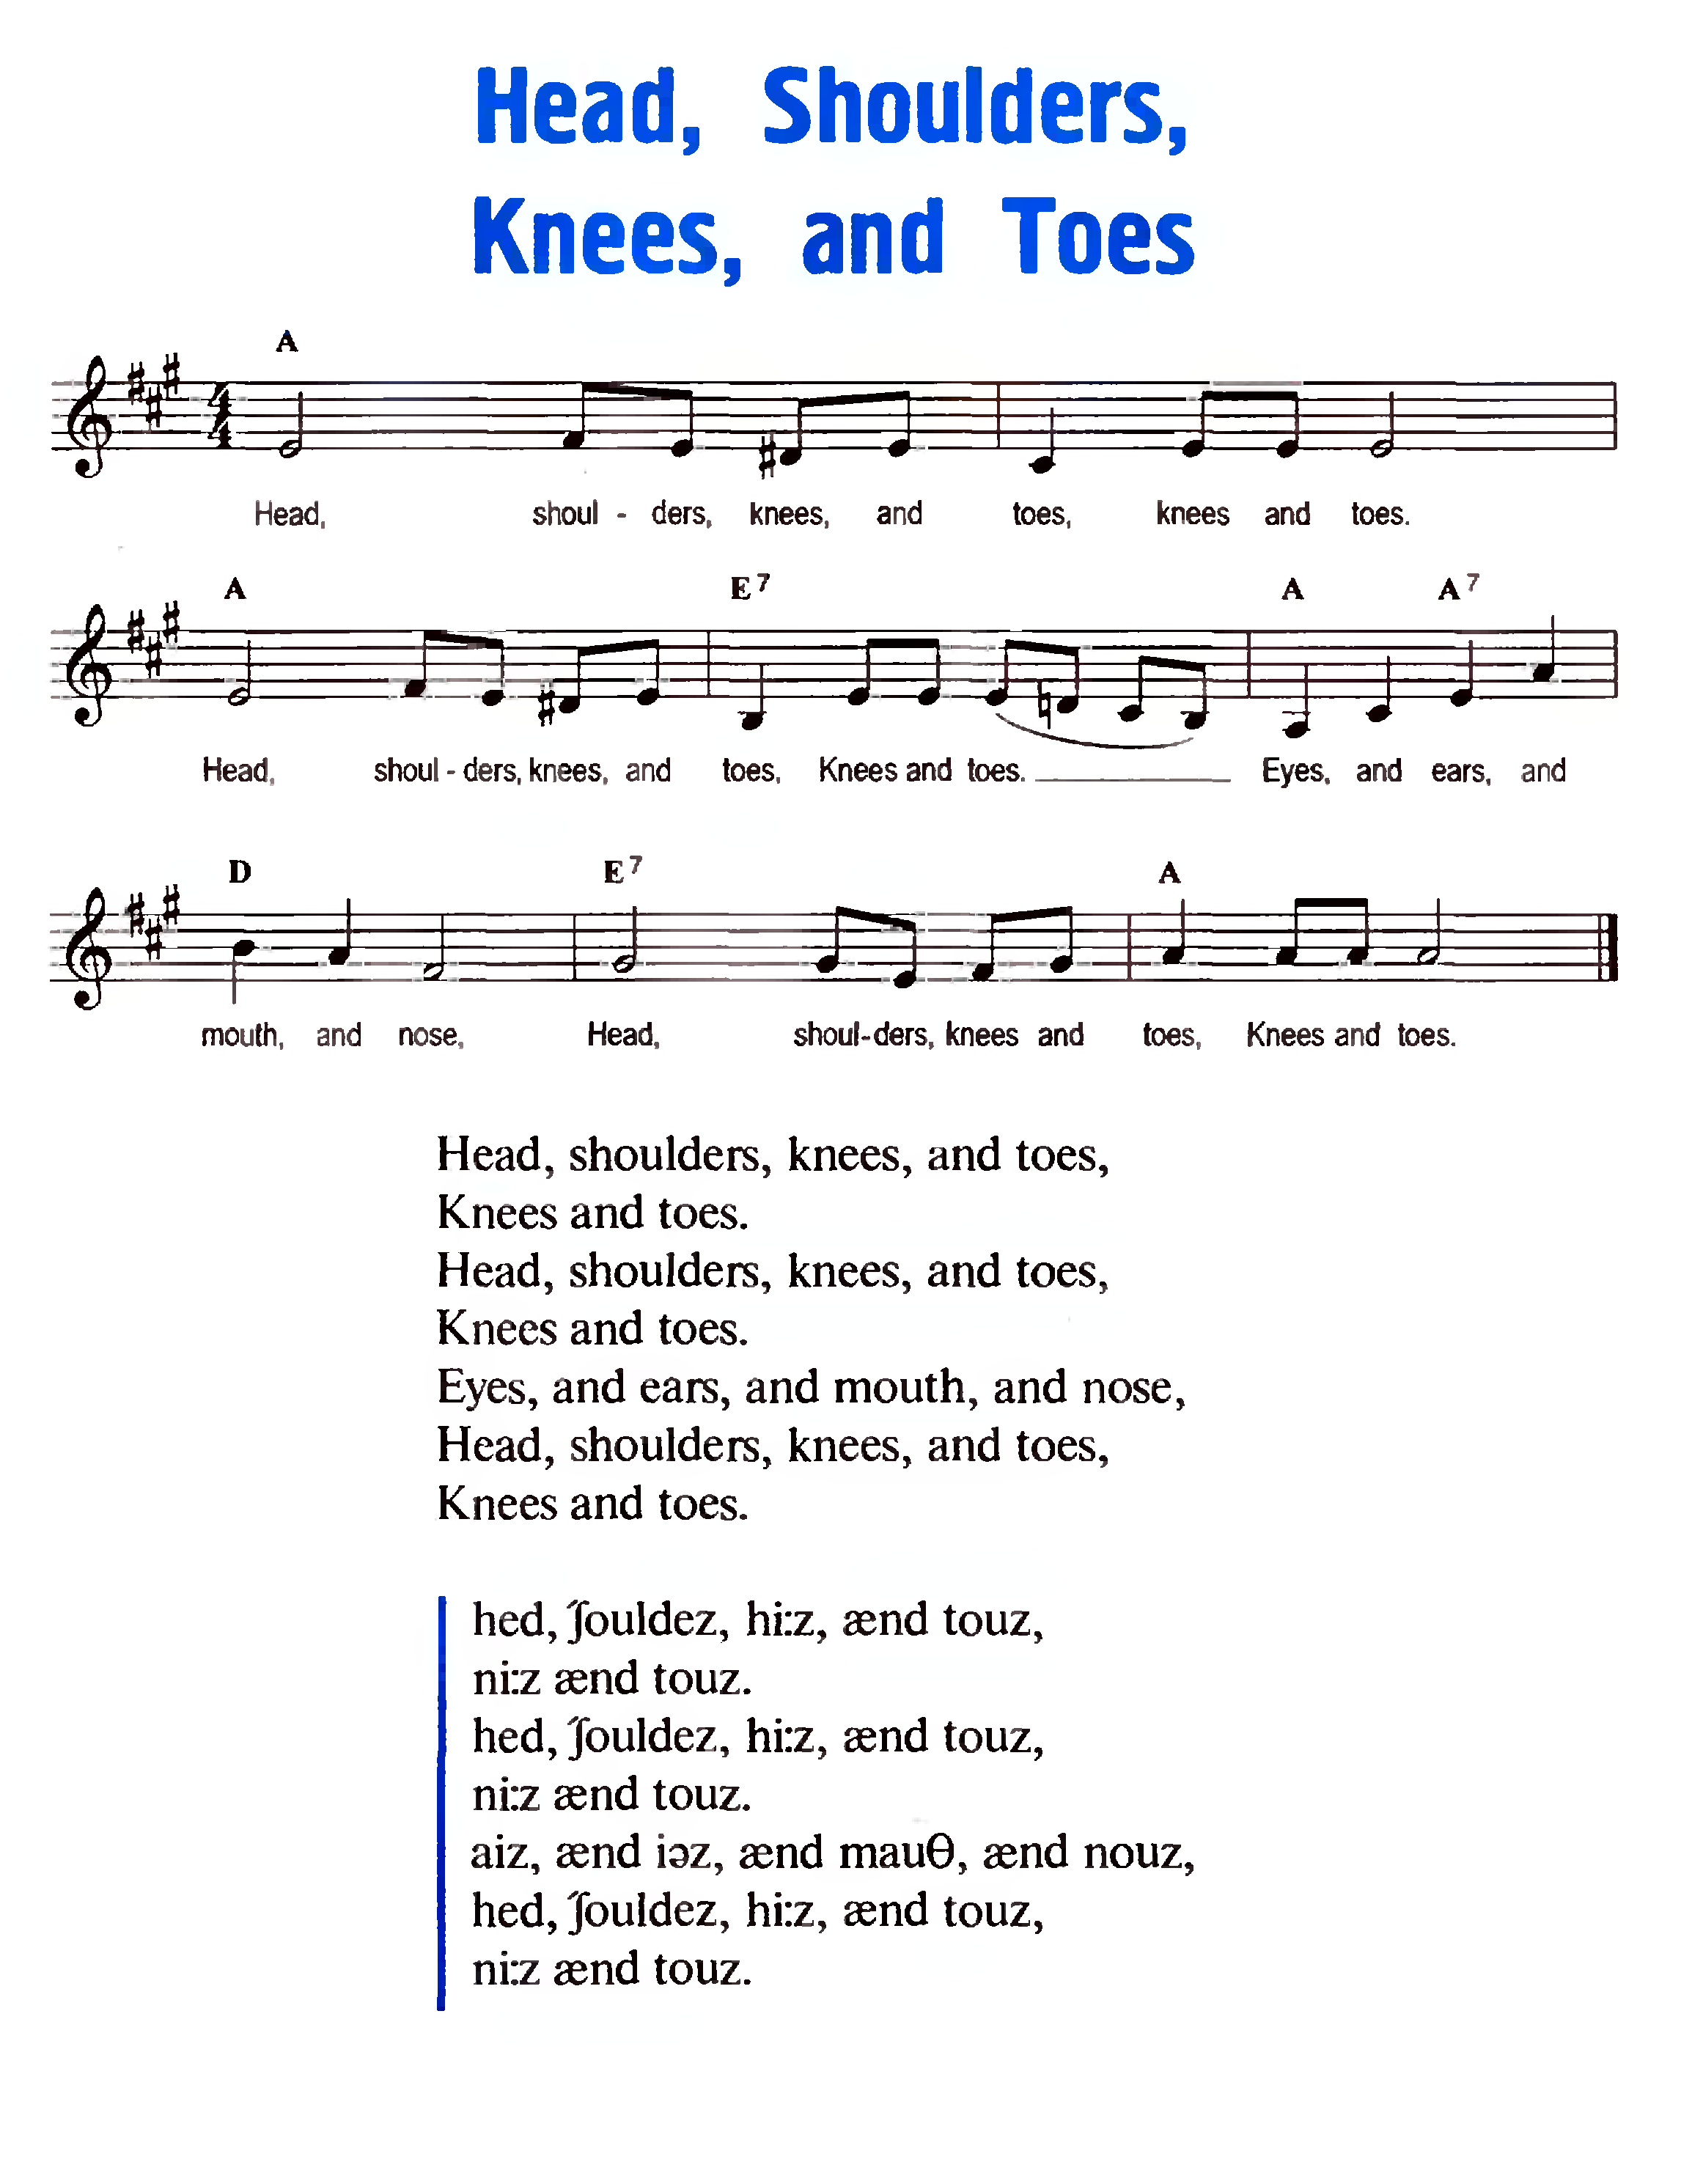 Head, Shoulders,
Knees, and Toes
A
Head, shoul - ders, knees, and toes, knees and toes.
A E7 A A7
Head, shoul - ders, knees, and toes, Knees and toes. Eyes, and ears, and
D E7 A
mouth, and nose, Head, shoul-ders, knees and toes, Knees and toes.
Head, shoulders, knees, and toes,
Knees and toes.
Head, shoulders, knees, and toes,
Knees and toes.
Eyes, and ears, and mouth, and nose,
Head, shoulders, knees, and toes,
Knees and toes.
hed, ´ʃouldez, hi:z, ænd touz,
ni:z ænd touz.
hed, ´ʃouldez, hi:z, ænd touz,
ni:z ænd touz.
aiz, ænd iəz, ænd mauθ, ænd nouz,
hed, ´ʃouldez, hi:z, ænd touz,
ni:z ænd touz.